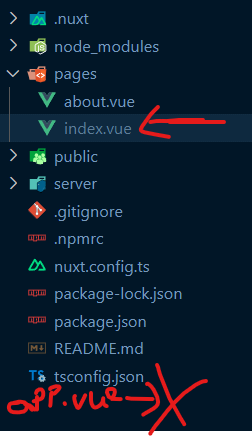 .nuxt
node_modules
pages
about.vue
index.vue
public
server
.gitignore
.npmrc
nuxt.config.ts
package-lock.json
package.json
README.md
TS tsconfig.json
app.vue